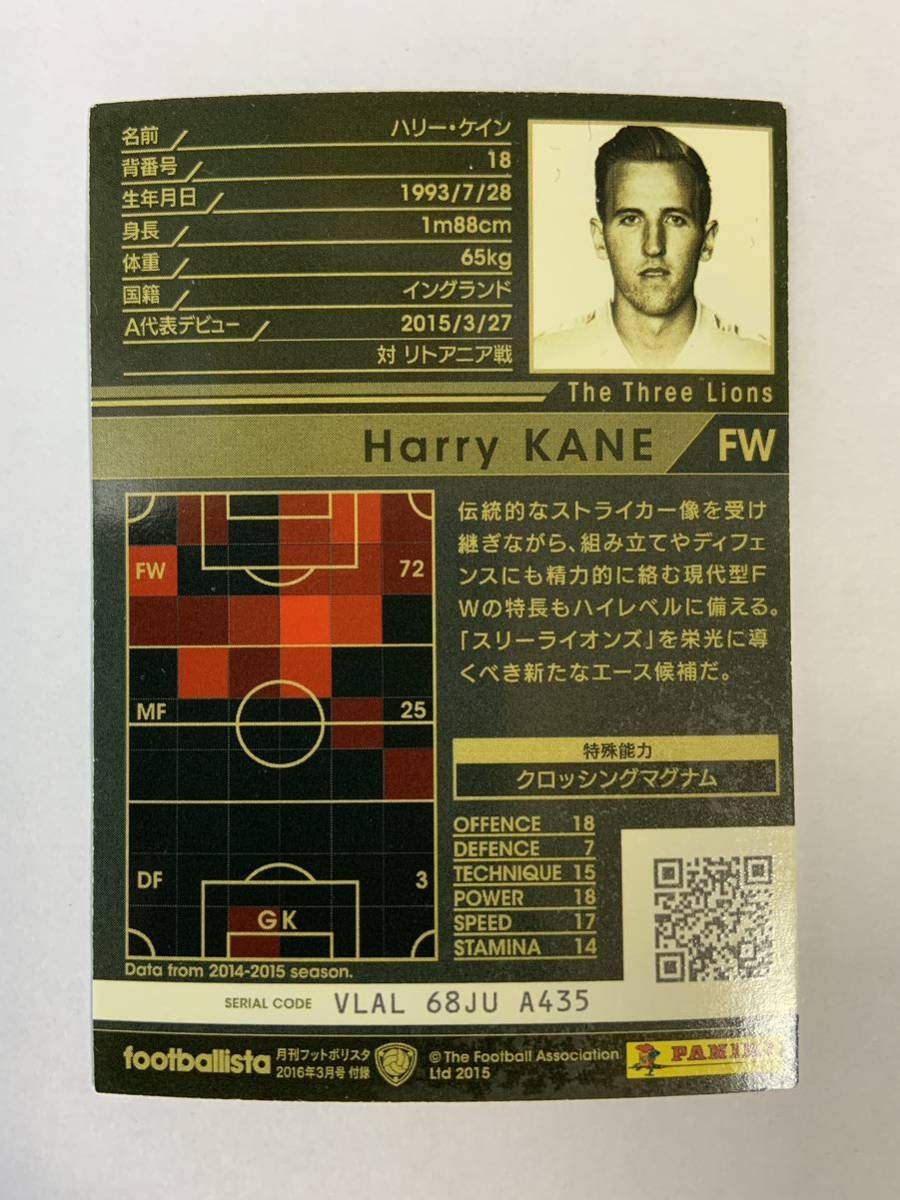 名前 ハリー・ケイン
背番号 18
生年月日 1993/7/28
身長 1m88cm
体重 65kg
国籍 イングランド
A代表デビュー 2015/3/27
対 リトアニア戦
The Three Lions
Harry KANE FW
FW 72
MF 25
DF 3
GK
Data from 2014-2015 season.
伝統的なストライカー像を受け
継ぎながら、組み立てやディフェ
ンスにも精力的に絡む現代型F
Wの特長もハイレベルに備える。
「スリーライオンズ」を栄光に導
くべき新たなエース候補だ。
特殊能力
クロッシングマグナム
OFFENCE 18
DEFENCE 7
TECHNIQUE 15
POWER 18
SPEED 17
STAMINA 14
SERIAL CODE VLAL 68JU A435
footballista 月刊フットボリスタ
2016年3月号 付録
© The Football Association
Ltd 2015
PANINI